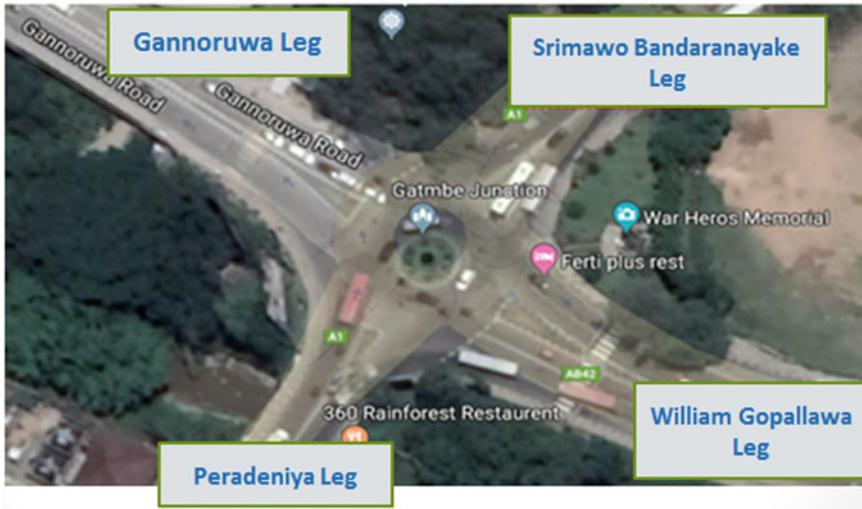 Gannoruwa Leg
Srimawo Bandaranayake
Leg
Gannoruwa Road
Gannoruwa Road
A1
Gatmbe Junction
War Heros Memorial
Ferti plus rest
A1
AB42
360 Rainforest Restaurent
William Gopallawa
Leg
Peradeniya Leg